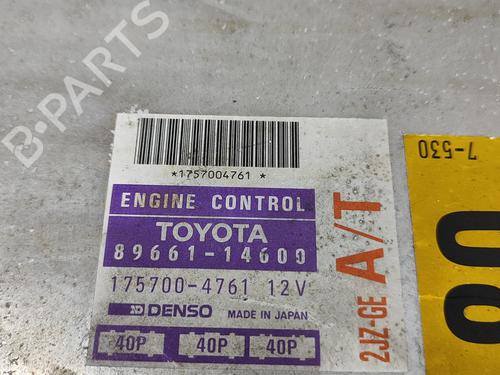 B-PARTS
*1757004761 *
ENGINE CONTROL
TOYOTA
89661-14600
175700-4761 12V
DENSO MADE IN JAPAN
40P 40P 40P
2JZ-GE A/T
7-530